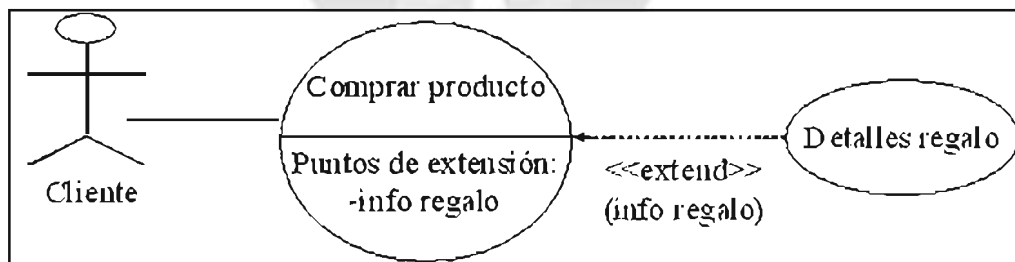 Comprar producto
Puntos de extensión:
-info regalo
Cliente
<<extend>>
(info regalo)
Detalles regalo